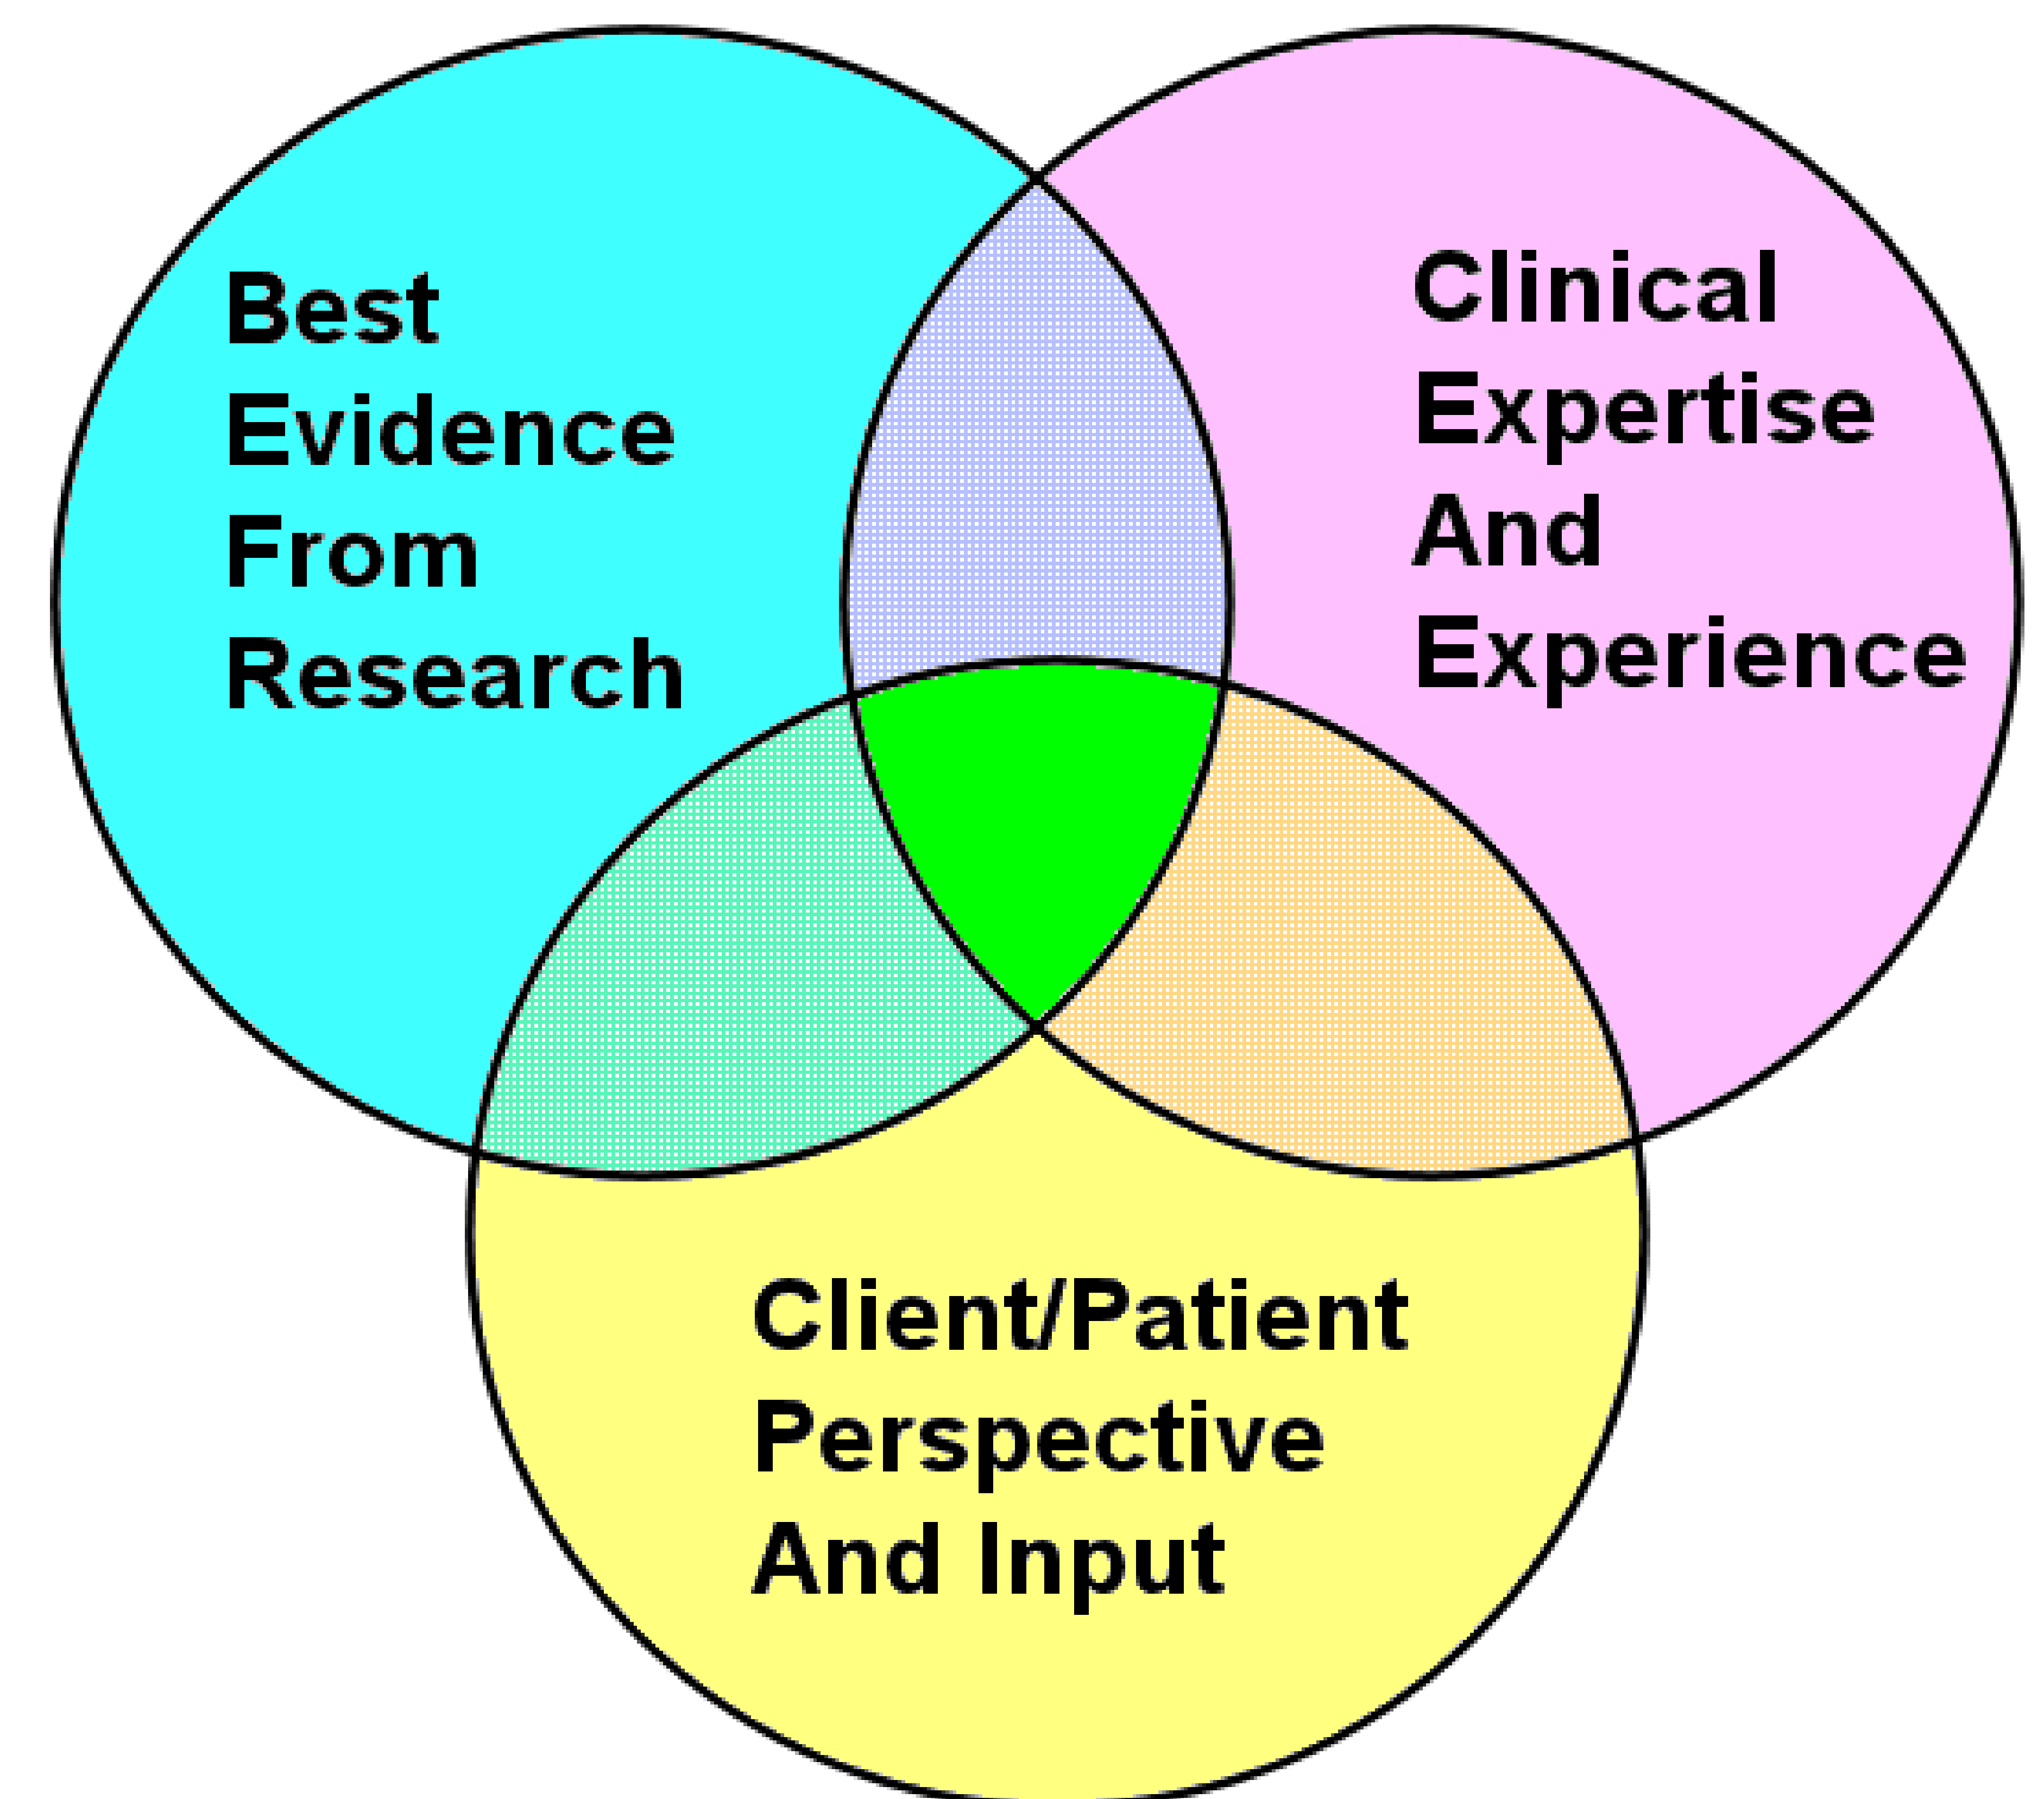 Best
Evidence
From
Research
Clinical
Expertise
And
Experience
Client/Patient
Perspective
And Input